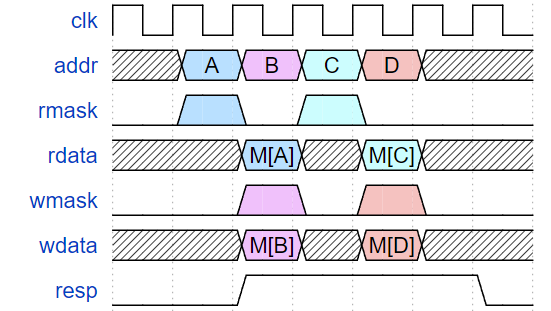 clk
addr A B C D
rmask
rdata M[A] M[C]
wmask
wdata M[B] M[D]
resp